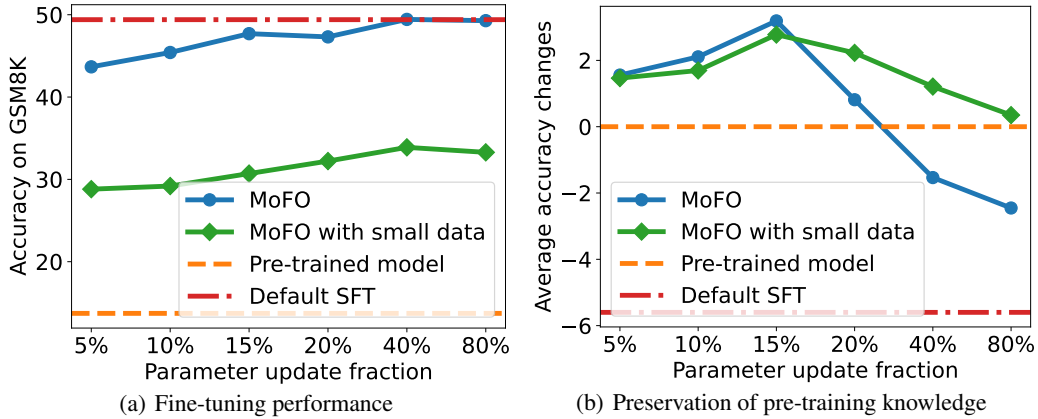 50
40
30
20
Accuracy on GSM8K
MoFO
MoFO with small data
Pre-trained model
Default SFT
5% 10% 15% 20% 40% 80%
Parameter update fraction
(a) Fine-tuning performance
2
0
−2
−4
−6
Average accuracy changes
MoFO
MoFO with small data
Pre-trained model
Default SFT
5% 10% 15% 20% 40% 80%
Parameter update fraction
(b) Preservation of pre-training knowledge